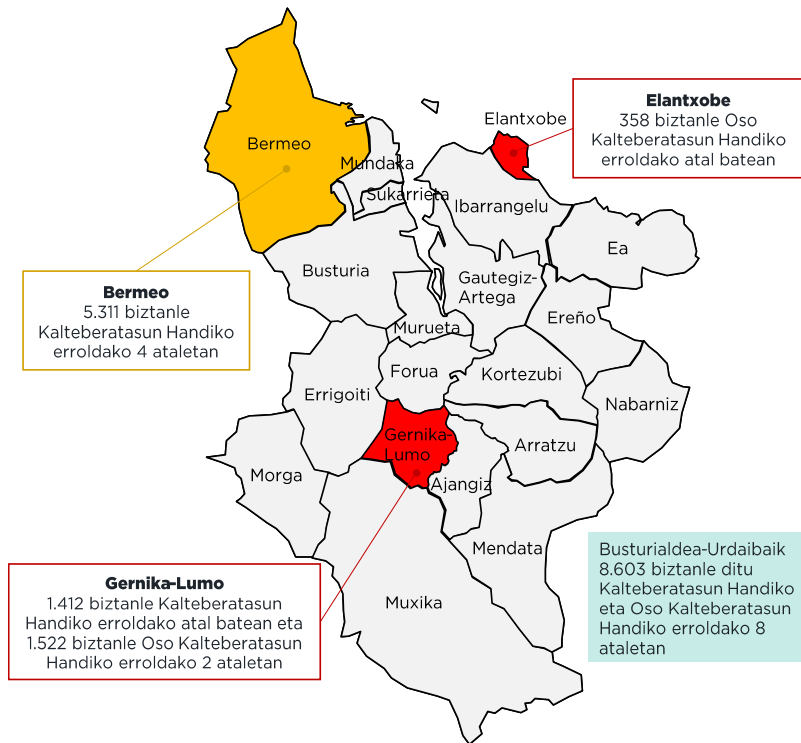 Elantxobe
358 biztanle Oso
Kalteberatasun Handiko
erroldako atal batean
Elantxobe
Bermeo
Mundaka
Sukarrieta
Ibarrangelu
Ea
Busturia
Gautegiz-
Artega
Bermeo
5.311 biztanle
Kalteberatasun Handiko
erroldako 4 ataletan
Murueta
Ereño
Forua
Kortezubi
Errigoiti
Nabarniz
Gernika-
Lumo
Arratzu
Morga
Ajangiz
Mendata
Muxika
Gernika-Lumo
1.412 biztanle Kalteberatasun
Handiko erroldako atal batean eta
1.522 biztanle Oso Kalteberatasun
Handiko erroldako 2 ataletan
Busturialdea-Urdaibaik
8.603 biztanle ditu
Kalteberatasun Handiko
eta Oso Kalteberatasun
Handiko erroldako 8
ataletan